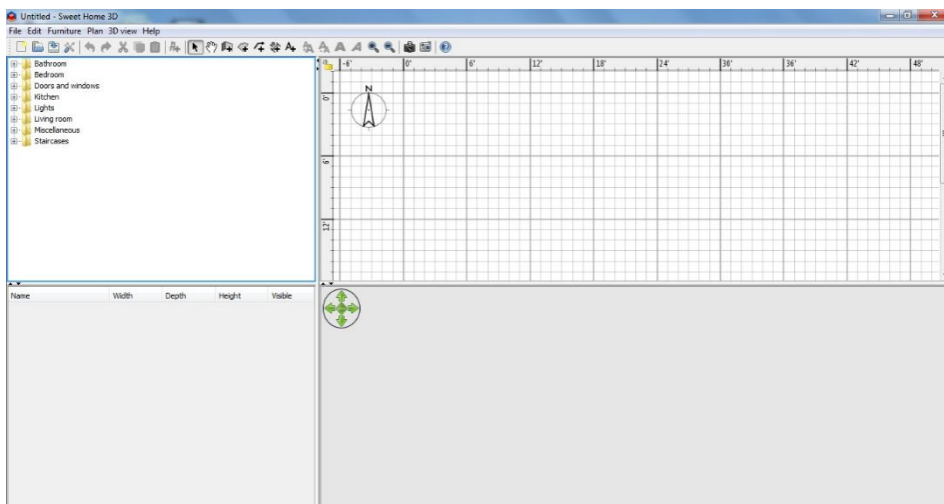 Untitled - Sweet Home 3D
File Edit Furniture Plan 3D view Help
Bathroom
Bedroom
Doors and windows
Kitchen
Lights
Living room
Miscellaneous
Staircases
-6' 0' 6' 12' 18' 24' 30' 36' 42' 48'
0'
6'
12'
N
Name Width Depth Height Visible